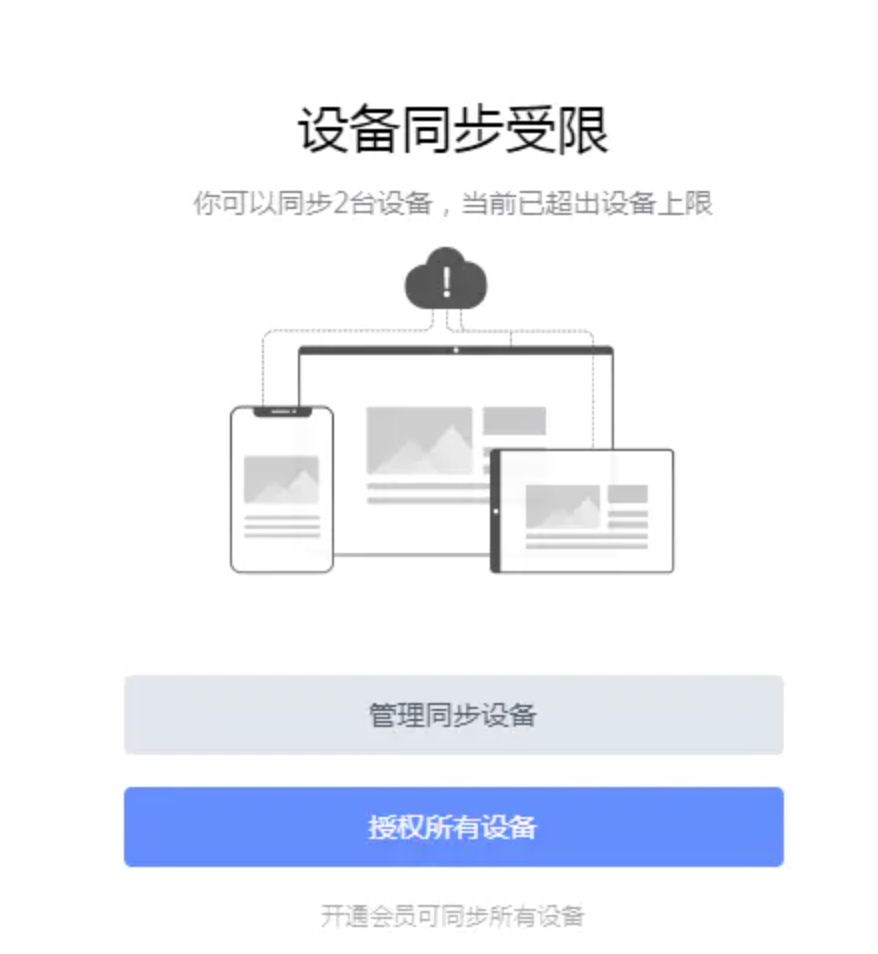 设备同步受限
你可以同步2台设备，当前已超出设备上限
管理同步设备
授权所有设备
开通会员可同步所有设备